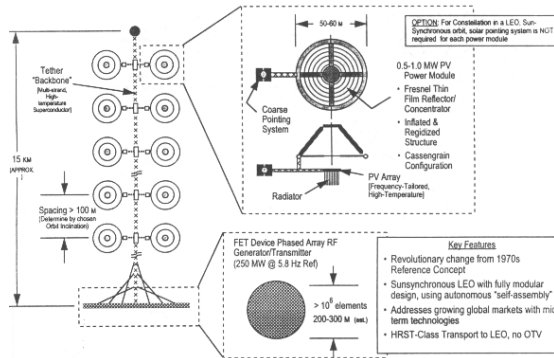 50-60 M
OPTION: For Constellation in a LEO, Sun-
Synchronous orbit, solar pointing system is NOT
required for each power module
15 KM
(APPROX.
Tether
"Backbone"
[Multi-strand,
High-
temperature
Superconductor]
Spacing > 100 M
(Determine by chosen
Orbit Inclination)
Coarse
Pointing
System
0.5-1.0 MW PV
Power Module
• Fresnel Thin
Film Reflector/
Concentrator
• Inflated &
Regidized
Structure
• Cassengrain
Configuration
PV Array
[Frequency-Tailored,
High-Temperature]
Radiator
FET Device Phased Array RF
Generator/Transmitter
(250 MW @ 5.8 Hz Ref)
> 10⁶
elements
200-300 M (est.)
Key Features
• Revolutionary change from 1970s
Reference Concept
• Sunsynchronous LEO with fully modular
design, using autonomous "self-assembly"
• Addresses growing global markets with mid
term technologies
• HRST-Class Transport to LEO, no OTV